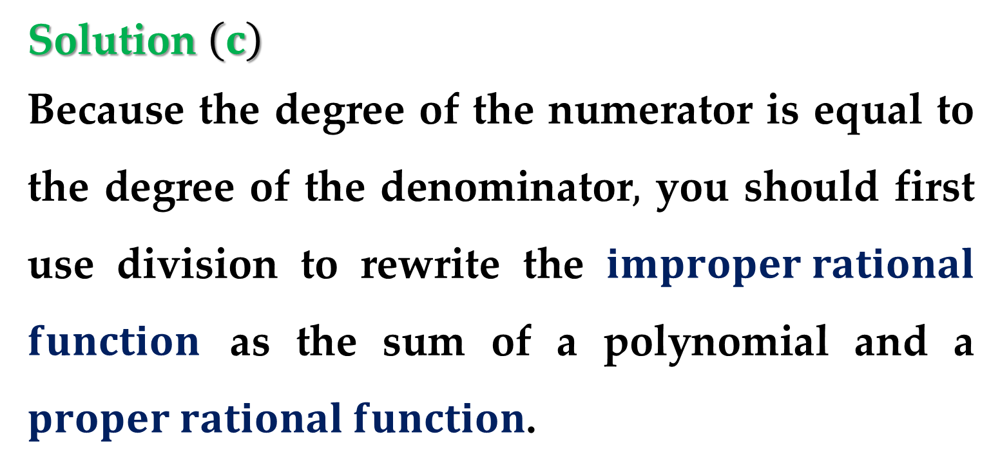 Solution (c)
Because the degree of the numerator is equal to
the degree of the denominator, you should first
use division to rewrite the improper rational
function as the sum of a polynomial and a
proper rational function.